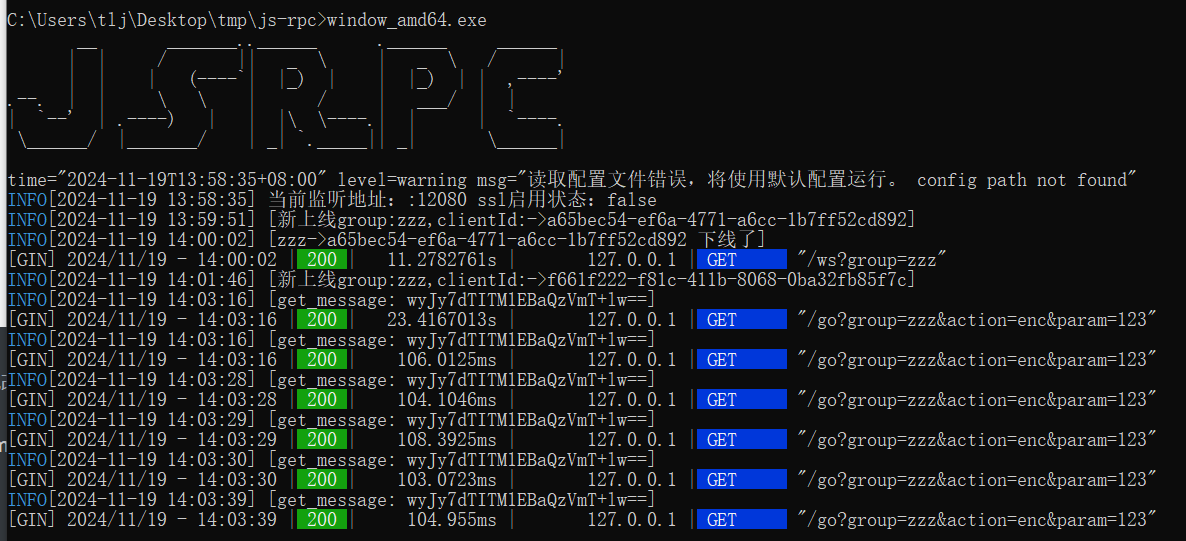 C:\Users\tlj\Desktop\tmp\js-rpc>window_amd64.exe
JSRPC
time="2024-11-19T13:58:35+08:00" level=warning msg="读取配置文件错误，将使用默认配置运行。 config path not found"
INFO[2024-11-19 13:58:35] 当前监听地址：:12080 ssl启用状态：false
INFO[2024-11-19 13:59:51] [新上线group:zzz,clientId:->a65bec54-ef6a-4771-a6cc-1b7ff52cd892]
INFO[2024-11-19 14:00:02] [zzz->a65bec54-ef6a-4771-a6cc-1b7ff52cd892 下线了]
[GIN] 2024/11/19 - 14:00:02 | 200 | 11.2782761s | 127.0.0.1 | GET "/ws?group=zzz"
INFO[2024-11-19 14:01:46] [新上线group:zzz,clientId:->f661f222-f81c-411b-8068-0ba32fb85f7c]
INFO[2024-11-19 14:03:16] [get_message: wyJy7dTITM1EBaQzVmT+lw==]
[GIN] 2024/11/19 - 14:03:16 | 200 | 23.4167013s | 127.0.0.1 | GET "/go?group=zzz&action=enc&param=123"
INFO[2024-11-19 14:03:16] [get_message: wyJy7dTITM1EBaQzVmT+lw==]
[GIN] 2024/11/19 - 14:03:16 | 200 | 106.0125ms | 127.0.0.1 | GET "/go?group=zzz&action=enc&param=123"
INFO[2024-11-19 14:03:28] [get_message: wyJy7dTITM1EBaQzVmT+lw==]
[GIN] 2024/11/19 - 14:03:28 | 200 | 104.1046ms | 127.0.0.1 | GET "/go?group=zzz&action=enc&param=123"
INFO[2024-11-19 14:03:29] [get_message: wyJy7dTITM1EBaQzVmT+lw==]
[GIN] 2024/11/19 - 14:03:29 | 200 | 108.3925ms | 127.0.0.1 | GET "/go?group=zzz&action=enc&param=123"
INFO[2024-11-19 14:03:30] [get_message: wyJy7dTITM1EBaQzVmT+lw==]
[GIN] 2024/11/19 - 14:03:30 | 200 | 103.0723ms | 127.0.0.1 | GET "/go?group=zzz&action=enc&param=123"
INFO[2024-11-19 14:03:39] [get_message: wyJy7dTITM1EBaQzVmT+lw==]
[GIN] 2024/11/19 - 14:03:39 | 200 | 104.955ms | 127.0.0.1 | GET "/go?group=zzz&action=enc&param=123"